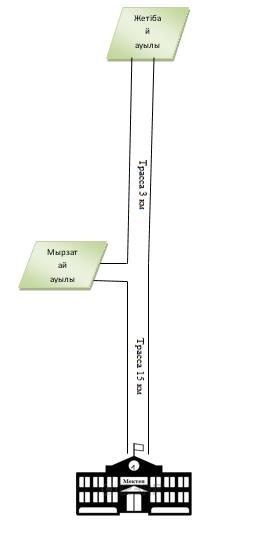 Жетіба
й
ауылы
Трасса 3 км
Мырзат
ай
ауылы
Трасса 15 км
Мектеп